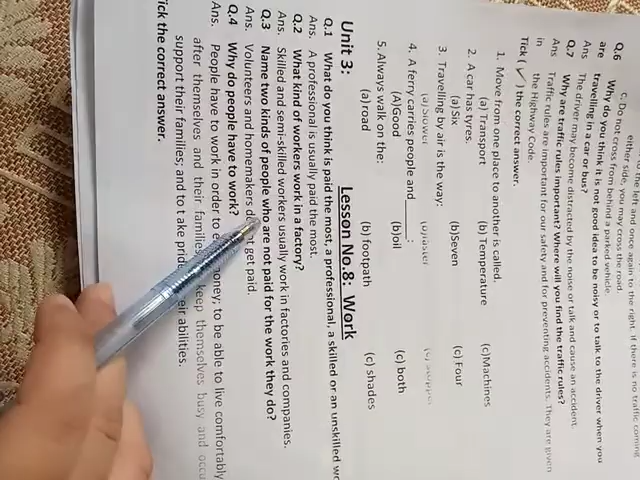 to the left and once again to the right. If there is no traffic coming
either side, you may cross the road.
c. Do not cross from behind a parked vehicle.
Q.6 Why do you think it is not good idea to be noisy or to talk to the driver when you
are travelling in a car or bus?
Ans The driver may become distracted by the noise or talk and cause an accident.
Q.7 Why are traffic rules important? Where will you find the traffic rules?
Ans Traffic rules are important for our safety and for preventing accidents. They are given
in the Highway Code.
Tick ( ✓ ) the correct answer.
1. Move from one place to another is called.
(a) Transport (b) Temperature (c)Machines
2. A car has tyres.
(a)Six (b)Seven (c) Four
3. Travelling by air is the way:
(a)Slower (b)faster
4. A ferry carries people and_____:
(A)Good (b)oil (c) both
5. Always walk on the:
(a)road (b) footpath (c) shades
Unit 3: Lesson No.8: Work
Q.1 What do you think is paid the most, a professional, a skilled or an unskilled
Ans. A professional is usually paid the most.
Q.2 What kind of workers work in a factory?
Ans. Skilled and semi-skilled workers usually work in factories and companies.
Q.3 Name two kinds of people who are not paid for the work they do?
Ans. Volunteers and homemakers get paid.
Q.4 Why do people have to work?
Ans. People have to work in order to money; to be able to live comfortably
after themselves and their families keep themselves busy and
support their families; and to take abilities.
Tick the correct answer.